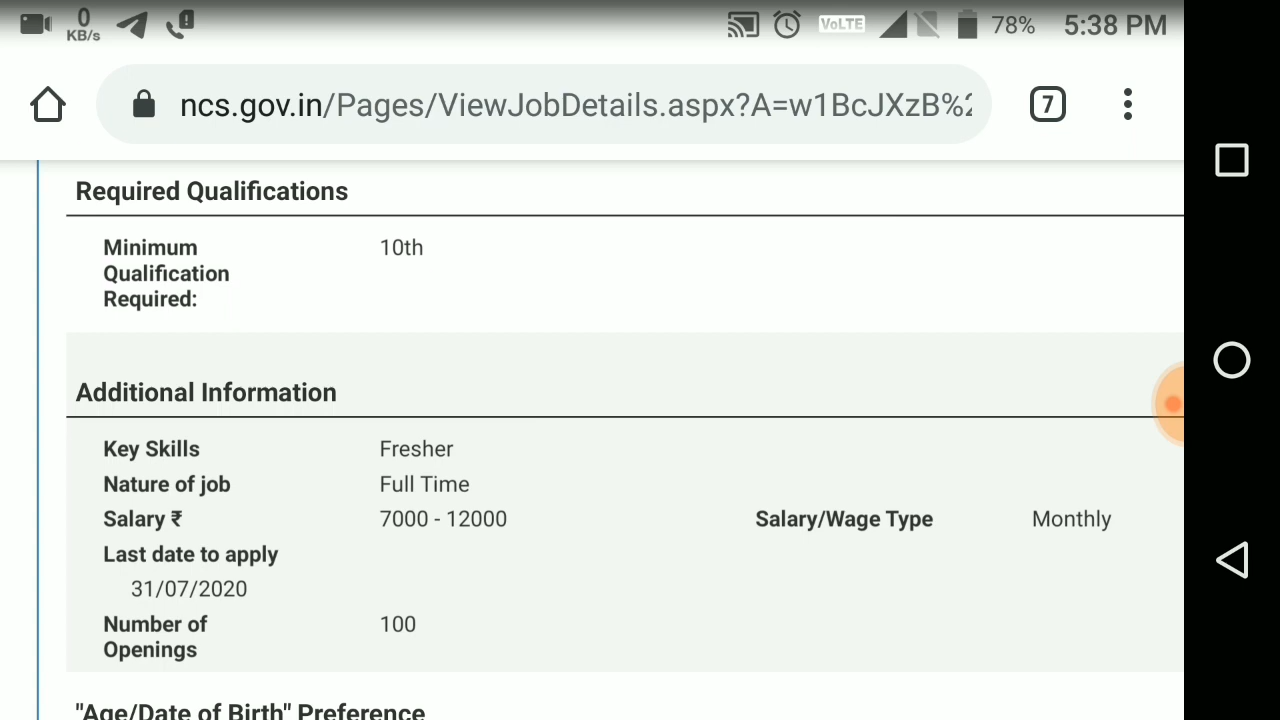 0
KB/s
VoLTE
78%
5:38 PM
ncs.gov.in/Pages/ViewJobDetails.aspx?A=w1BcJXzB%2
7
Required Qualifications
Minimum Qualification Required:
10th
Additional Information
Key Skills Fresher
Nature of job Full Time
Salary ₹ 7000 - 12000 Salary/Wage Type Monthly
Last date to apply
31/07/2020
Number of Openings
100
"Age/Date of Birth" Preference